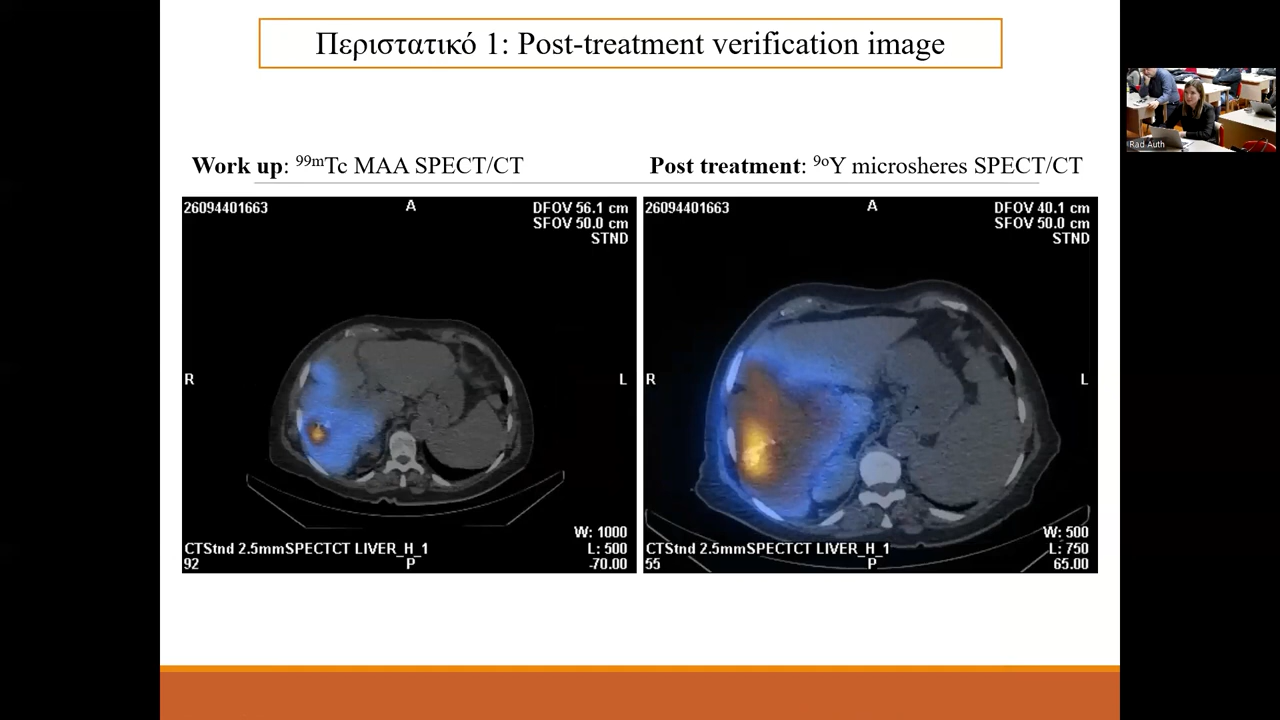 Περιστατικό 1: Post-treatment verification image
Work up: ⁹⁹ᵐTc MAA SPECT/CT
Post treatment: ⁹⁰Y microsheres SPECT/CT
26094401663
A
DFOV 56.1 cm
SFOV 50.0 cm
STND
R
L
W: 1000
CTStnd 2.5mmSPECTCT LIVER_H_1
L: 500
92
P
-70.00
26094401663
A
DFOV 40.1 cm
SFOV 50.0 cm
STND
R
L
W: 500
CTStnd 2.5mmSPECTCT LIVER_H_1
L: 750
55
P
65.00
Rad Auth